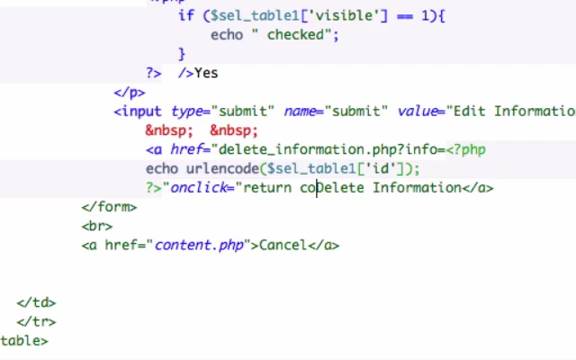 if ($sel_table1['visible'] == 1){
echo " checked";
}
?> />Yes
</p>
<input type="submit" name="submit" value="Edit Informatio
&nbsp; &nbsp;
<a href="delete_information.php?info=<?php
echo urlencode($sel_table1['id']);
?>"onclick="return coDelete Information</a>
</form>
<br>
<a href="content.php">Cancel</a>
</td>
</tr>
table>